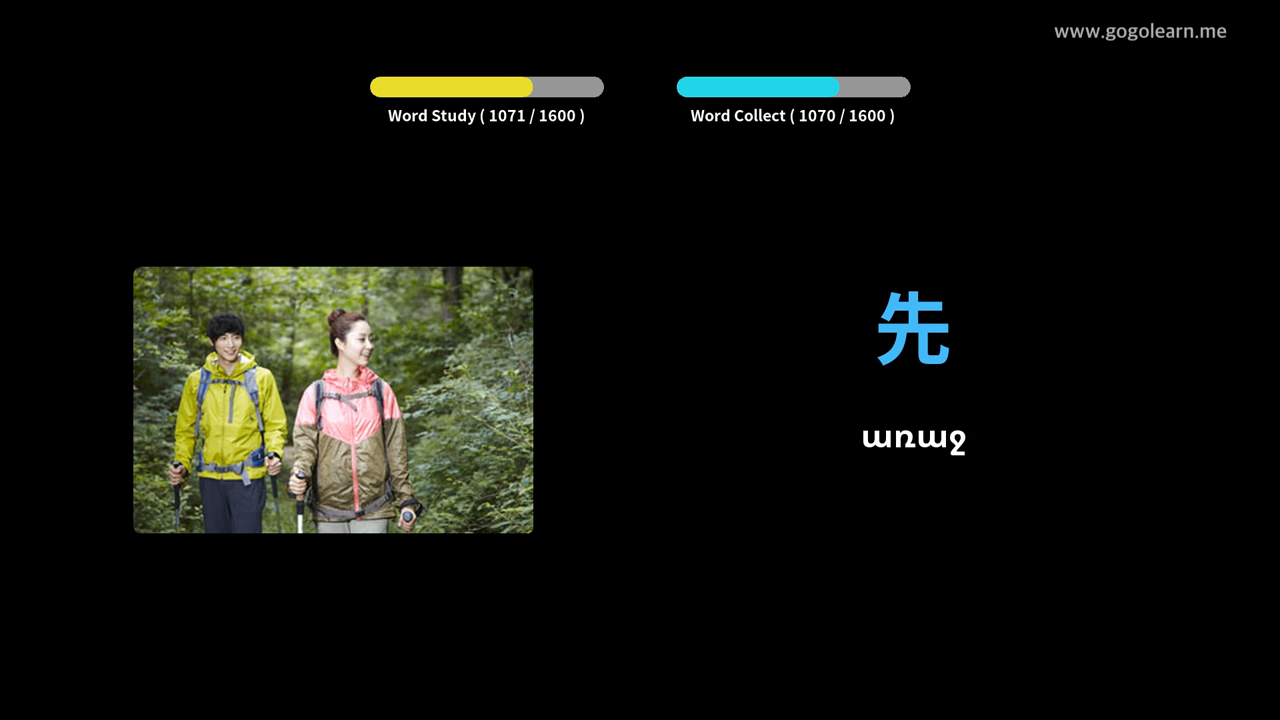 www.gogolearn.me
Word Study ( 1071 / 1600 )
Word Collect ( 1070 / 1600 )
先
առաջ